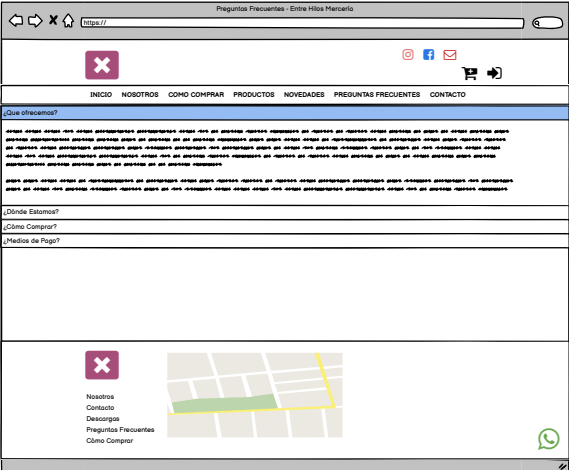 Preguntas Frecuentes - Entre Hilos Mercería
https://
INICIO NOSOTROS COMO COMPRAR PRODUCTOS NOVEDADES PREGUNTAS FRECUENTES CONTACTO
¿Que ofrecemos?
¿Dónde Estamos?
¿Cómo Comprar?
¿Medios de Pago?
Nosotros
Contacto
Descargas
Preguntas Frecuentes
Cómo Comprar